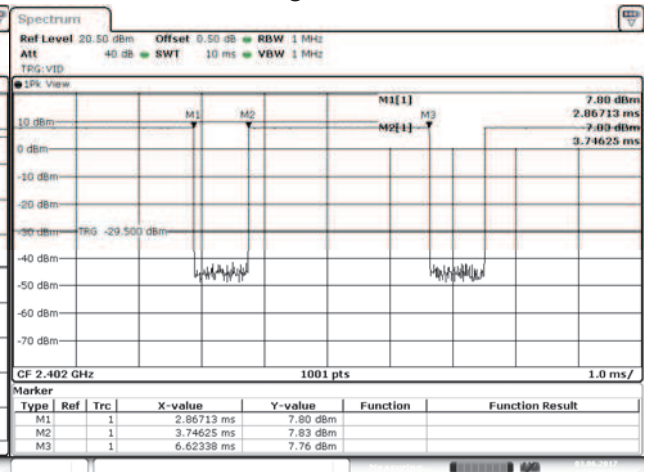 Spectrum
Ref Level 20.50 dBm Offset 0.50 dB RBW 1 MHz
Att 40 dB SWT 10 ms VBW 1 MHz
TRG:VID
1Pk View
M1[1] 7.80 dBm
2.86713 ms
M2[1] 7.83 dBm
3.74625 ms
M1 M2 M3
10 dBm
0 dBm
-10 dBm
-20 dBm
-30 dBm
TRG -29.500 dBm
-40 dBm
-50 dBm
-60 dBm
-70 dBm
CF 2.402 GHz 1001 pts 1.0 ms/
Marker
Type Ref Trc X-value Y-value Function Function Result
M1 1 2.86713 ms 7.80 dBm
M2 1 3.74625 ms 7.83 dBm
M3 1 6.62338 ms 7.76 dBm